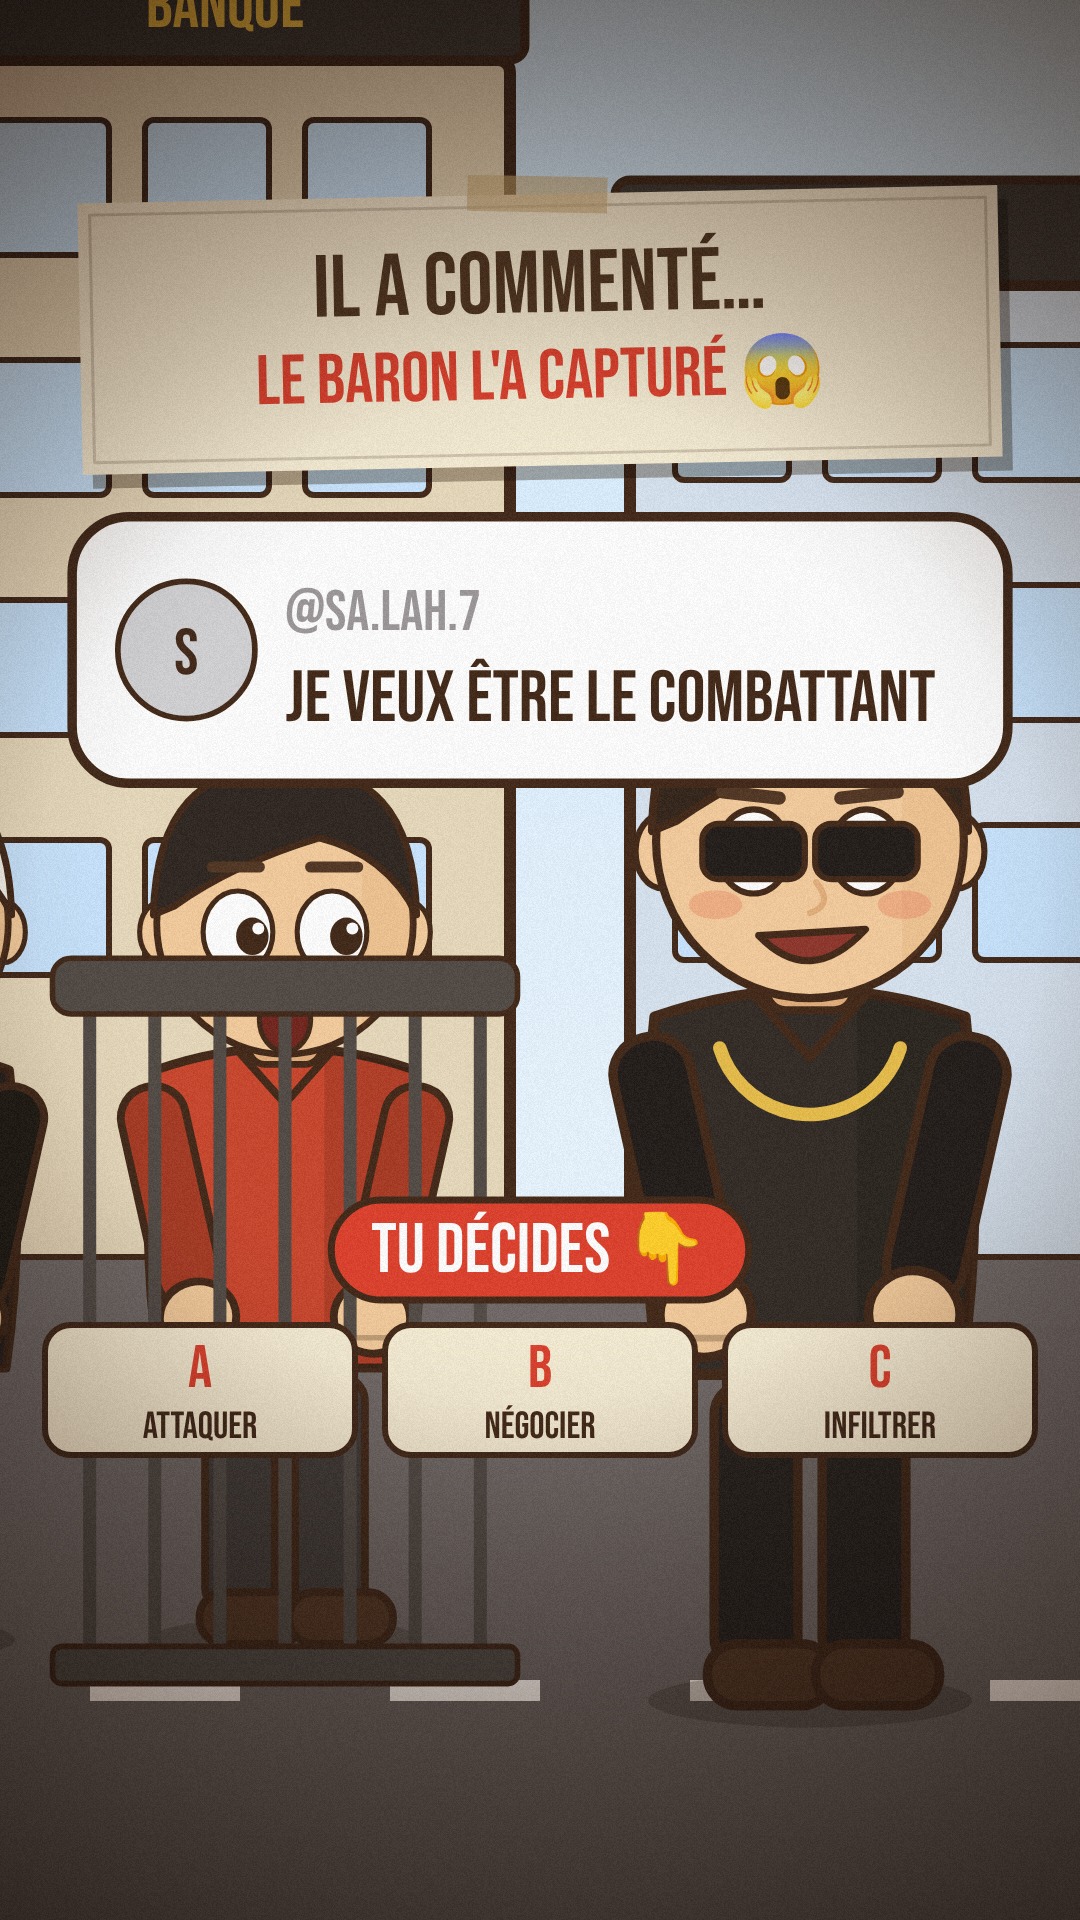 BANQUE
IL A COMMENTÉ...
LE BARON L'A CAPTURÉ 😱
S
@SA.LAH.7
JE VEUX ÊTRE LE COMBATTANT
TU DÉCIDES 👇
A
ATTAQUER
B
NÉGOCIER
C
INFILTRER